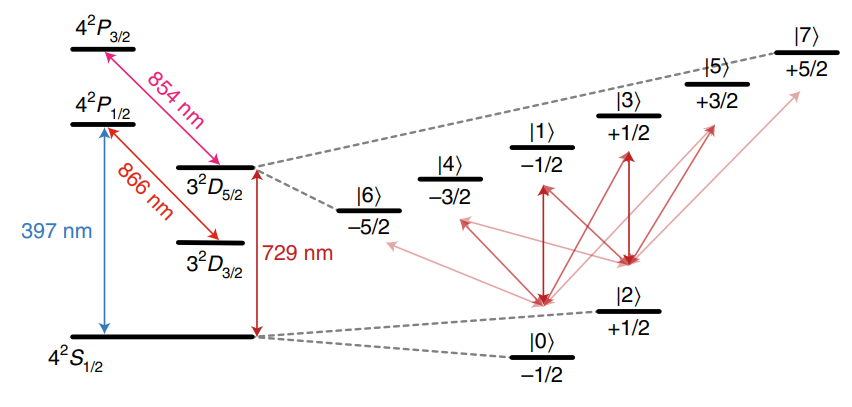 4²P₃/₂
854 nm
4²P₁/₂
866 nm
397 nm
3²D₅/₂
3²D₃/₂
729 nm
4²S₁/₂
|7⟩
+5/2
|5⟩
+3/2
|3⟩
+1/2
|1⟩
−1/2
|4⟩
−3/2
|6⟩
−5/2
|2⟩
+1/2
|0⟩
−1/2